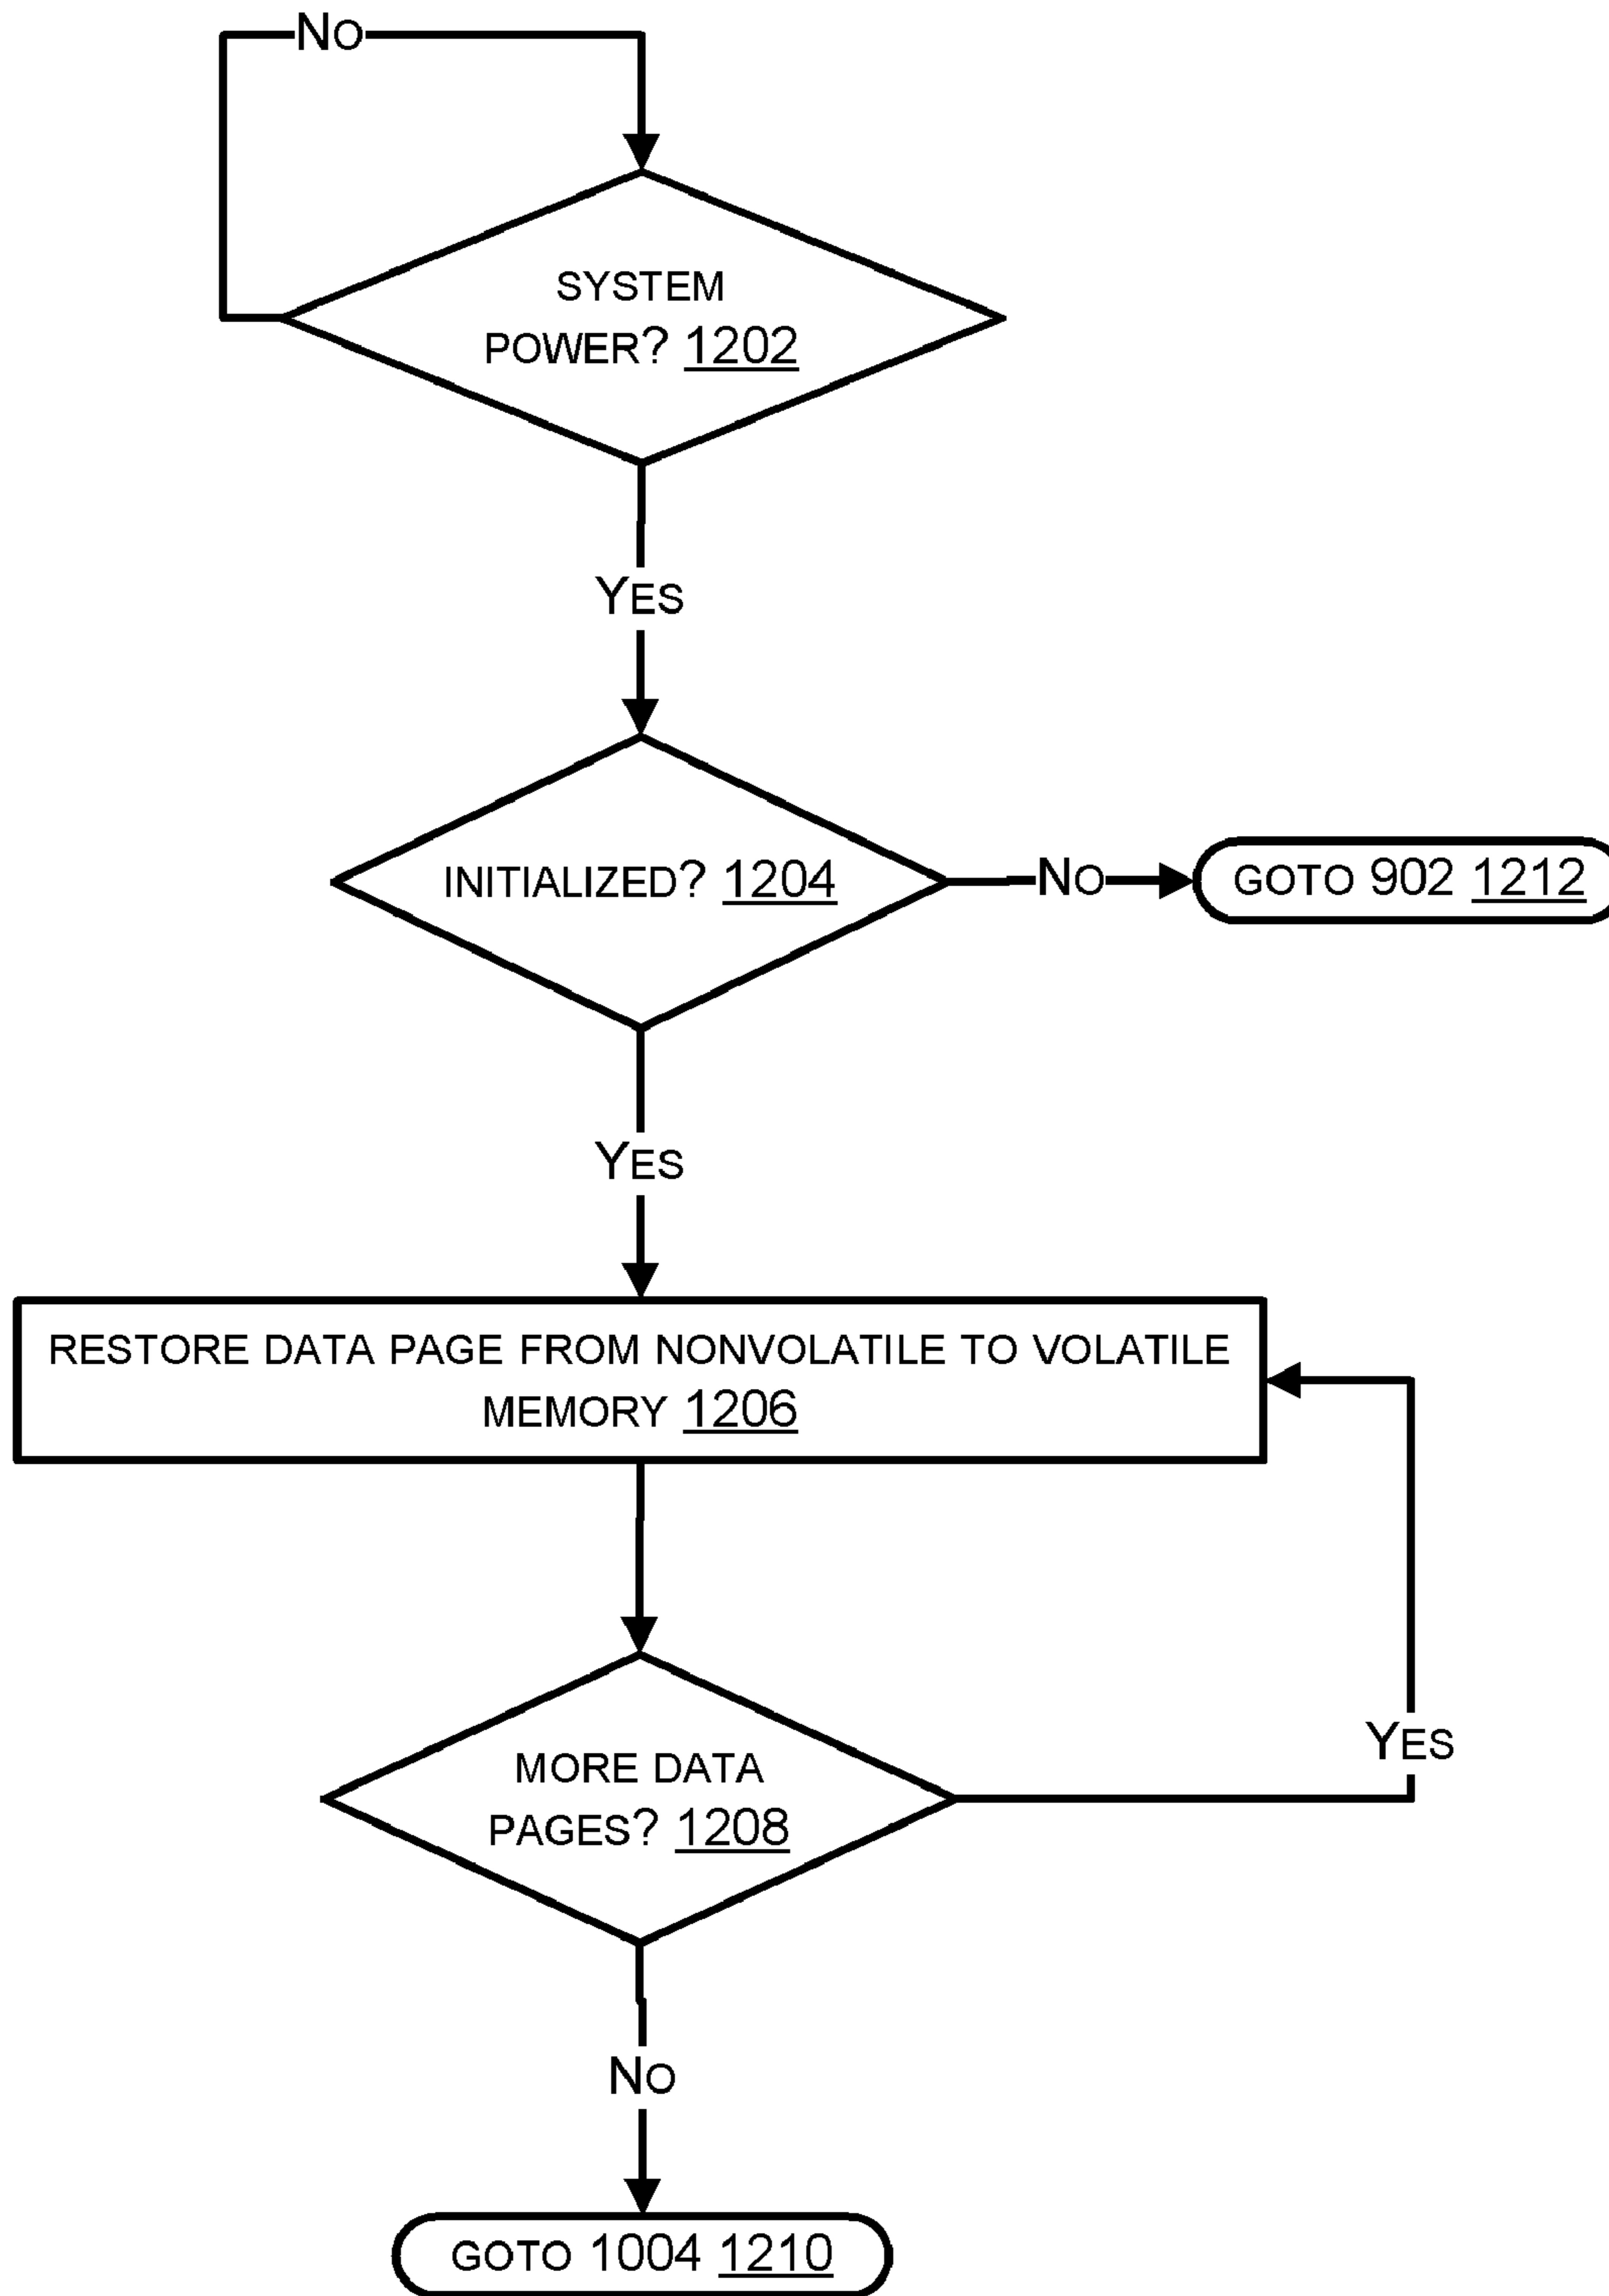 No
SYSTEM
POWER? 1202
YES
INITIALIZED? 1204
No
GOTO 902 1212
YES
RESTORE DATA PAGE FROM NONVOLATILE TO VOLATILE
MEMORY 1206
YES
MORE DATA
PAGES? 1208
No
GOTO 1004 1210